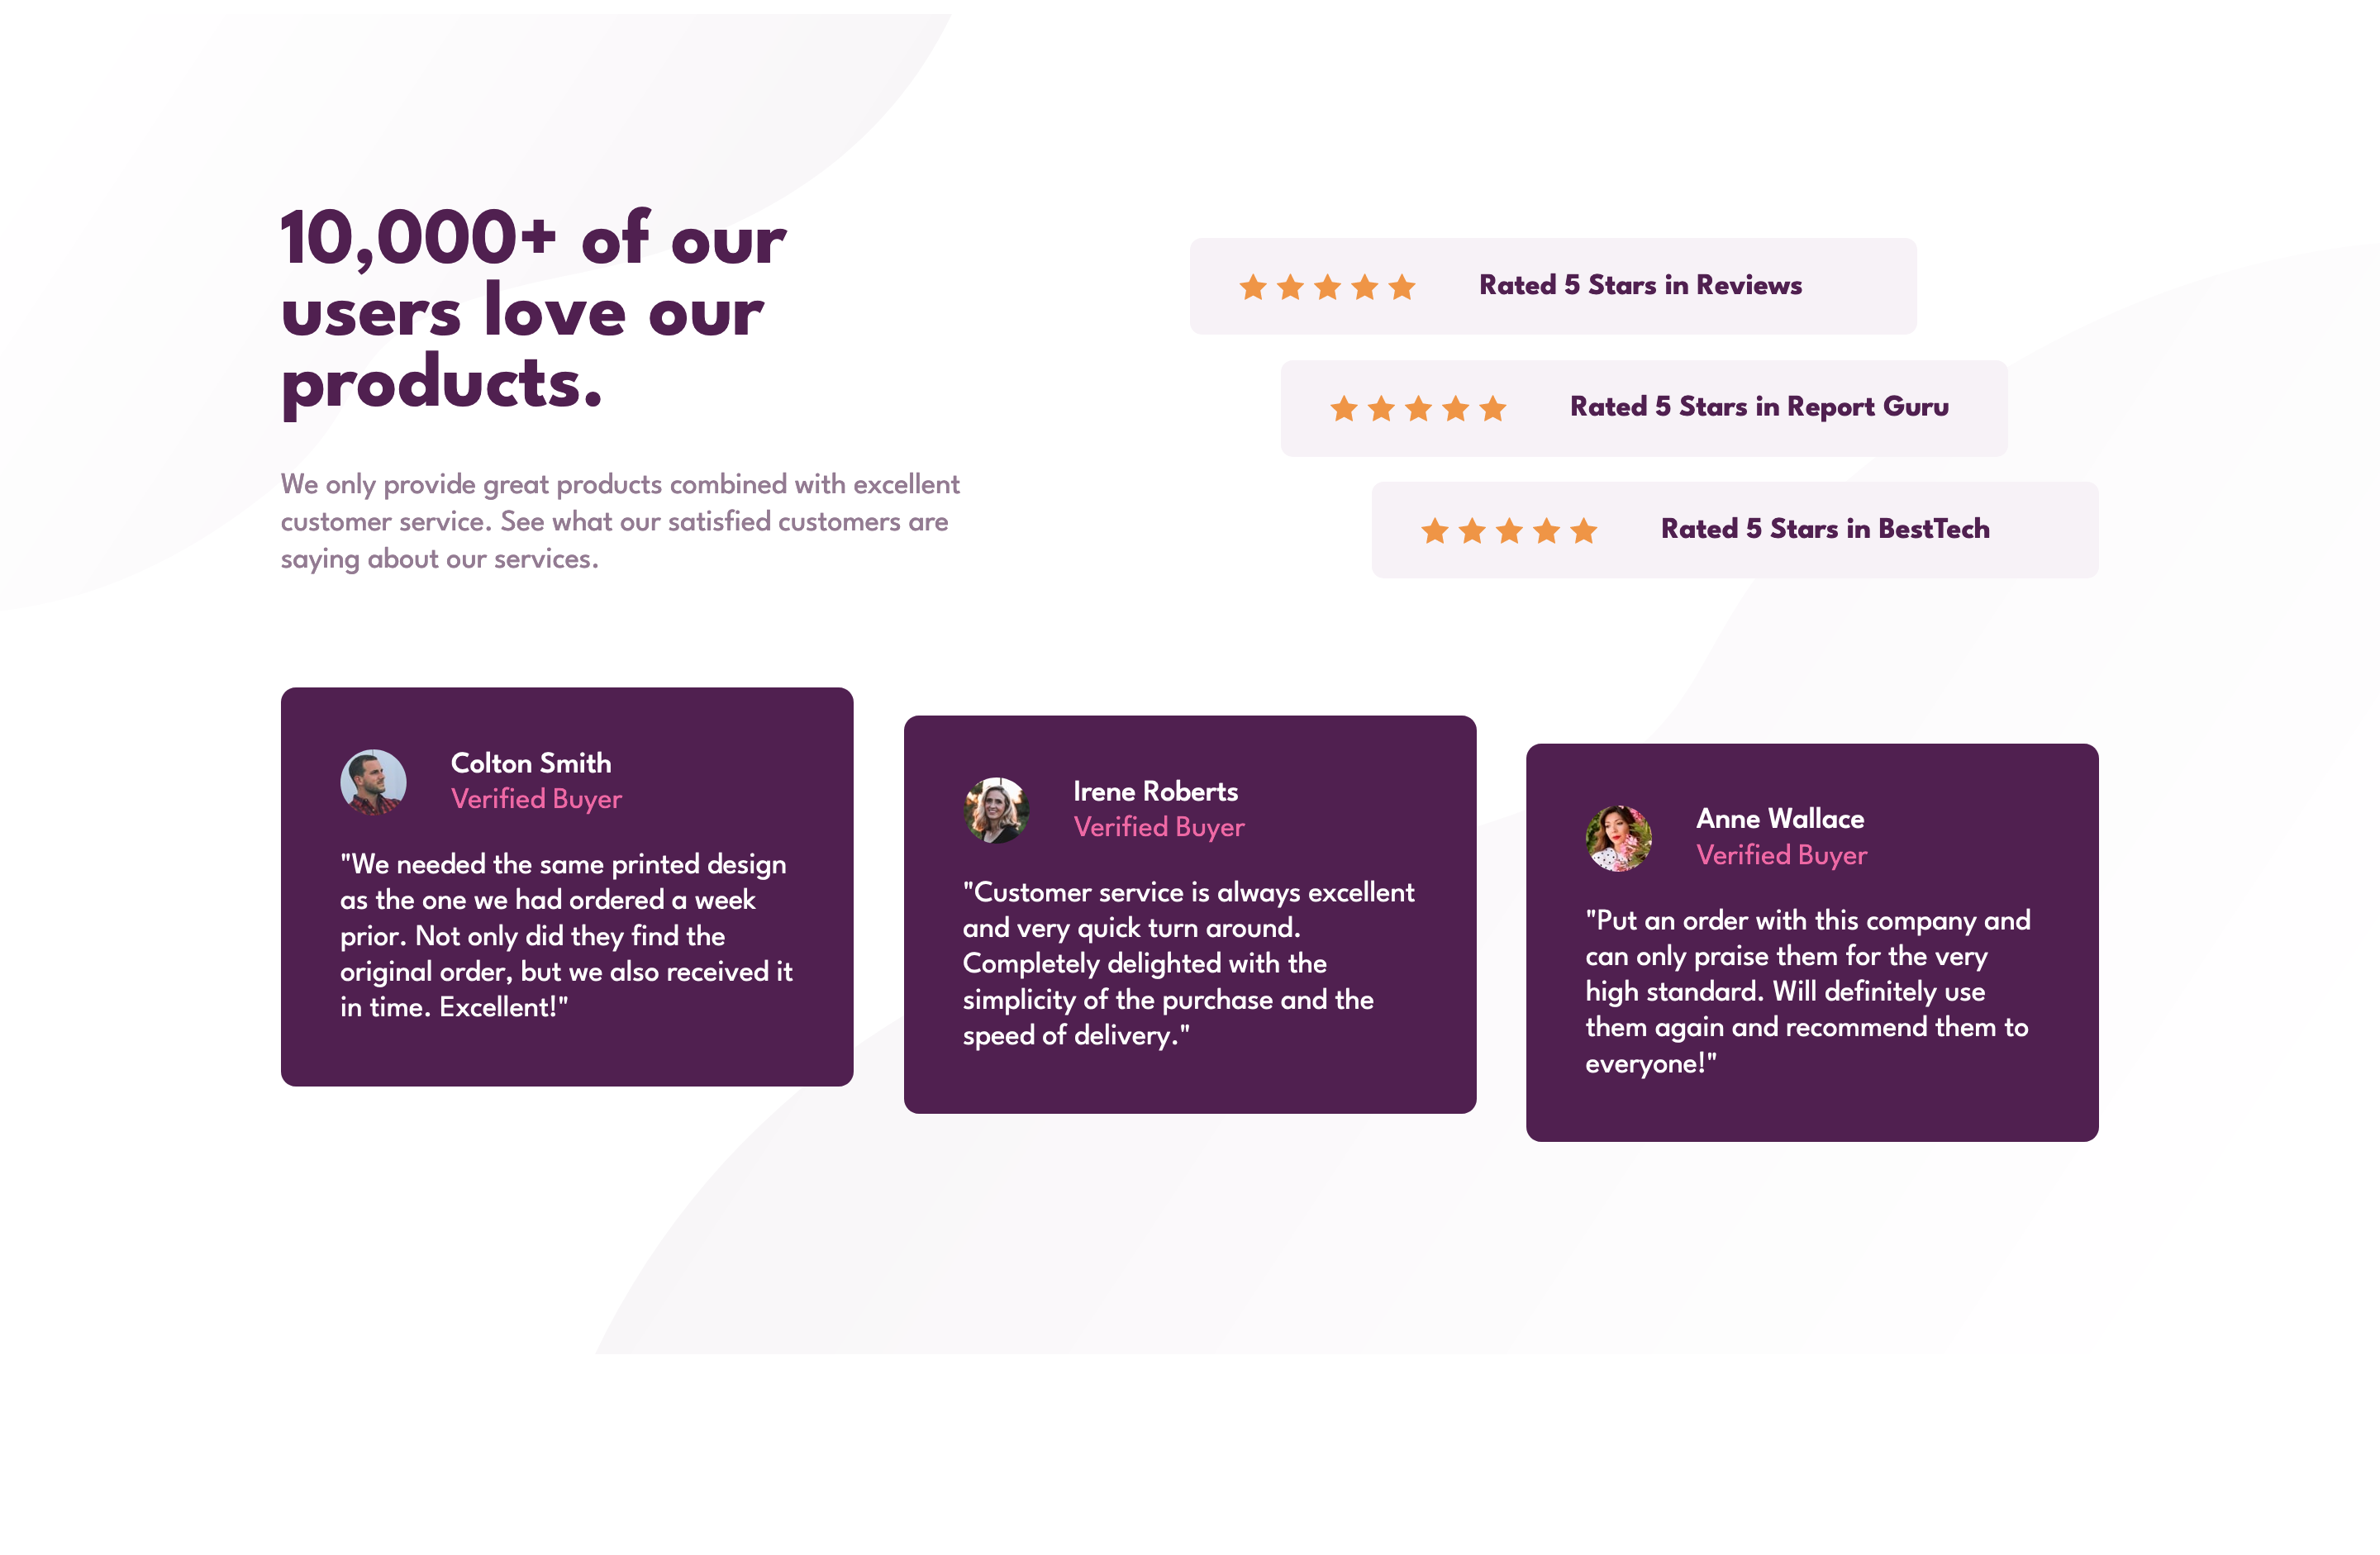 10,000+ of our
users love our
products.
We only provide great products combined with excellent
customer service. See what our satisfied customers are
saying about our services.
Rated 5 Stars in Reviews
Rated 5 Stars in Report Guru
Rated 5 Stars in BestTech
Colton Smith
Verified Buyer
"We needed the same printed design
as the one we had ordered a week
prior. Not only did they find the
original order, but we also received it
in time. Excellent!"
Irene Roberts
Verified Buyer
"Customer service is always excellent
and very quick turn around.
Completely delighted with the
simplicity of the purchase and the
speed of delivery."
Anne Wallace
Verified Buyer
"Put an order with this company and
can only praise them for the very
high standard. Will definitely use
them again and recommend them to
everyone!"